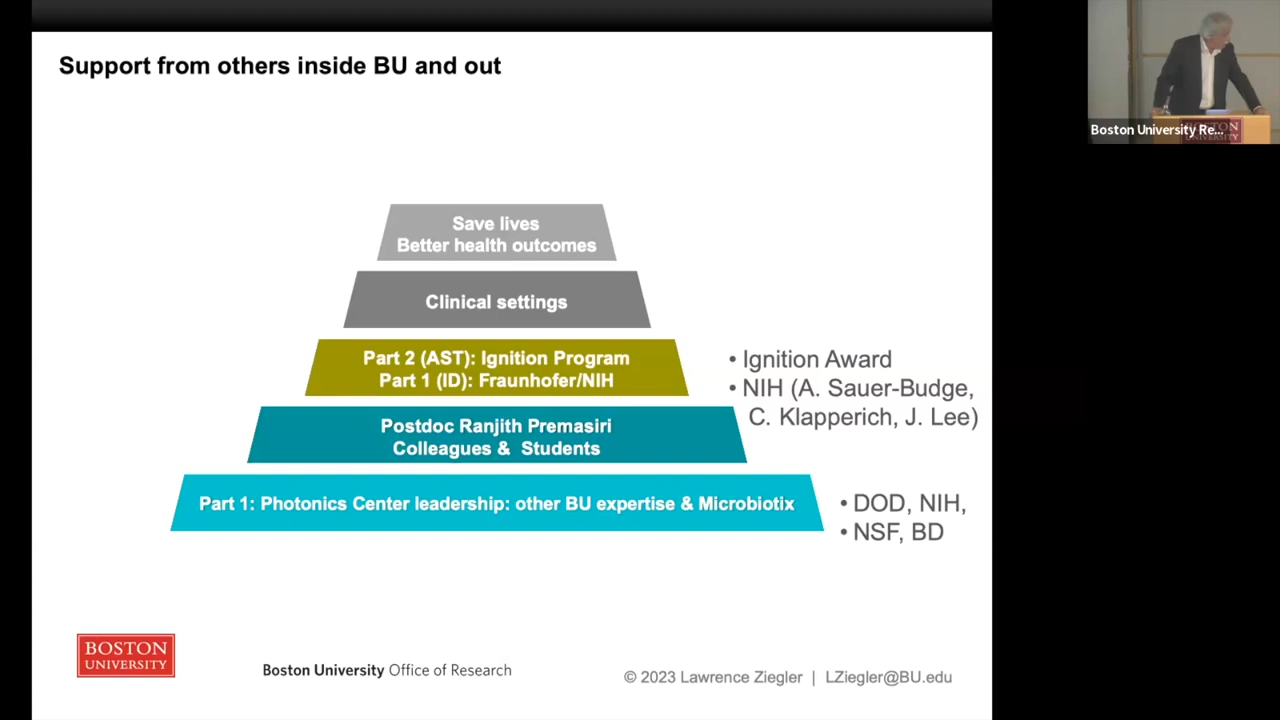 Support from others inside BU and out
Boston University Re...
BOSTON
UNIVERSITY
Save lives
Better health outcomes
Clinical settings
Part 2 (AST): Ignition Program
Part 1 (ID): Fraunhofer/NIH
• Ignition Award
• NIH (A. Sauer-Budge,
C. Klapperich, J. Lee)
Postdoc Ranjith Premasiri
Colleagues & Students
Part 1: Photonics Center leadership: other BU expertise & Microbiotix
• DOD, NIH,
• NSF, BD
BOSTON
UNIVERSITY
Boston University Office of Research
© 2023 Lawrence Ziegler | LZiegler@BU.edu